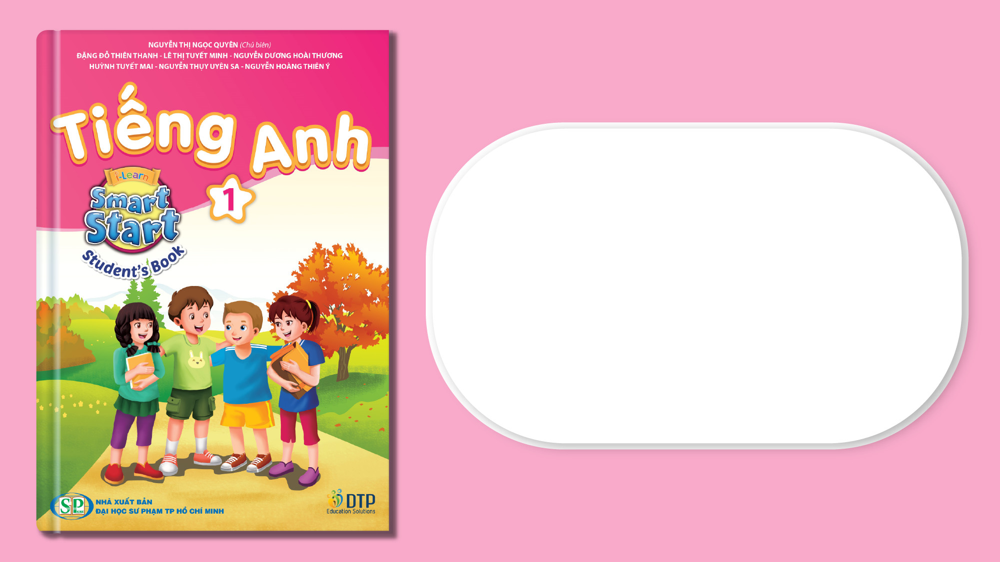 NGUYỄN THỊ NGỌC QUYÊN (Chủ biên)
ĐẶNG ĐỖ THIÊN THANH - LÊ THỊ TUYẾT MINH - NGUYỄN DƯƠNG HOÀI THƯƠNG
HUỲNH TUYẾT MAI - NGUYỄN THỤY UYÊN SA - NGUYỄN HOÀNG THIÊN Ý
Tiếng Anh
1
i-Learn
Smart
Start
Student's Book
SP
NHÀ XUẤT BẢN
ĐẠI HỌC SƯ PHẠM TP HỒ CHÍ MINH
DTP
Education Solutions